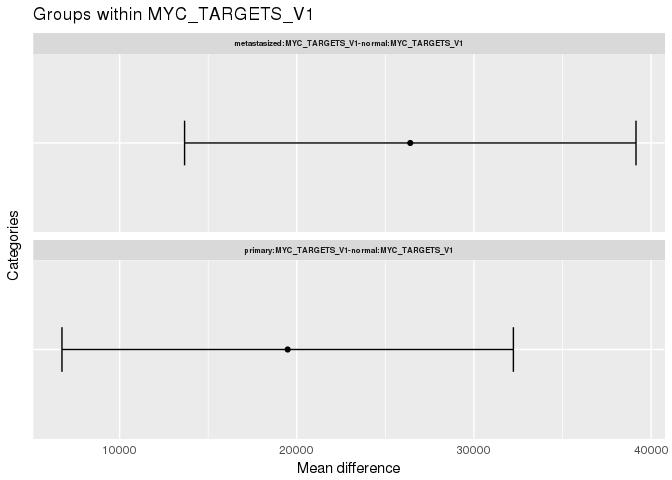 Groups within MYC_TARGETS_V1
metastasized:MYC_TARGETS_V1-normal:MYC_TARGETS_V1
Categories
primary:MYC_TARGETS_V1-normal:MYC_TARGETS_V1
10000 20000 30000 40000
Mean difference